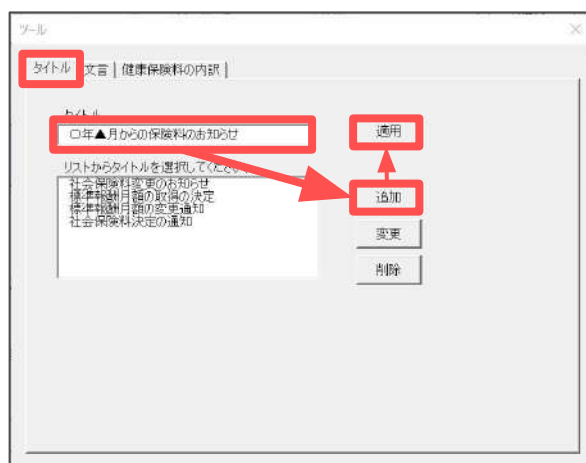 ツール
タイトル 文言 健康保険料の内訳
タイトル
〇年▲月からの保険料のお知らせ
適用
リストからタイトルを選択してください
社会保険料変更のお知らせ
標準報酬月額の取得の決定
標準報酬月額の変更通知
社会保険料決定の通知
追加
変更
削除